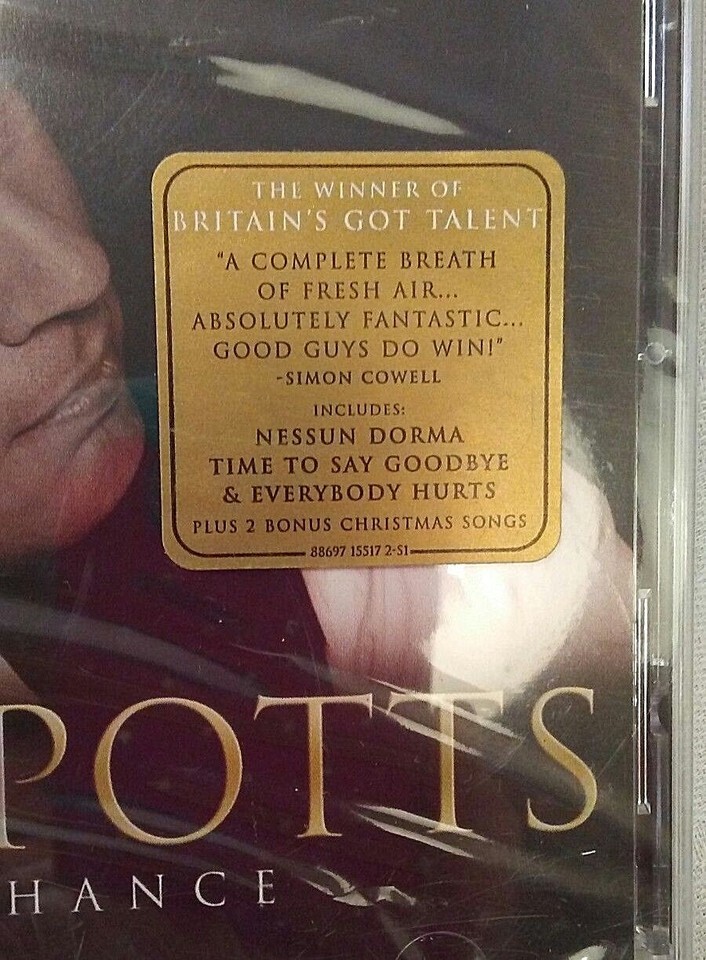 THE WINNER OF
BRITAIN'S GOT TALENT
"A COMPLETE BREATH
OF FRESH AIR...
ABSOLUTELY FANTASTIC...
GOOD GUYS DO WIN!"
-SIMON COWELL
INCLUDES:
NESSUN DORMA
TIME TO SAY GOODBYE
& EVERYBODY HURTS
PLUS 2 BONUS CHRISTMAS SONGS
88697 15517 2-S1
POTTS
HANCE